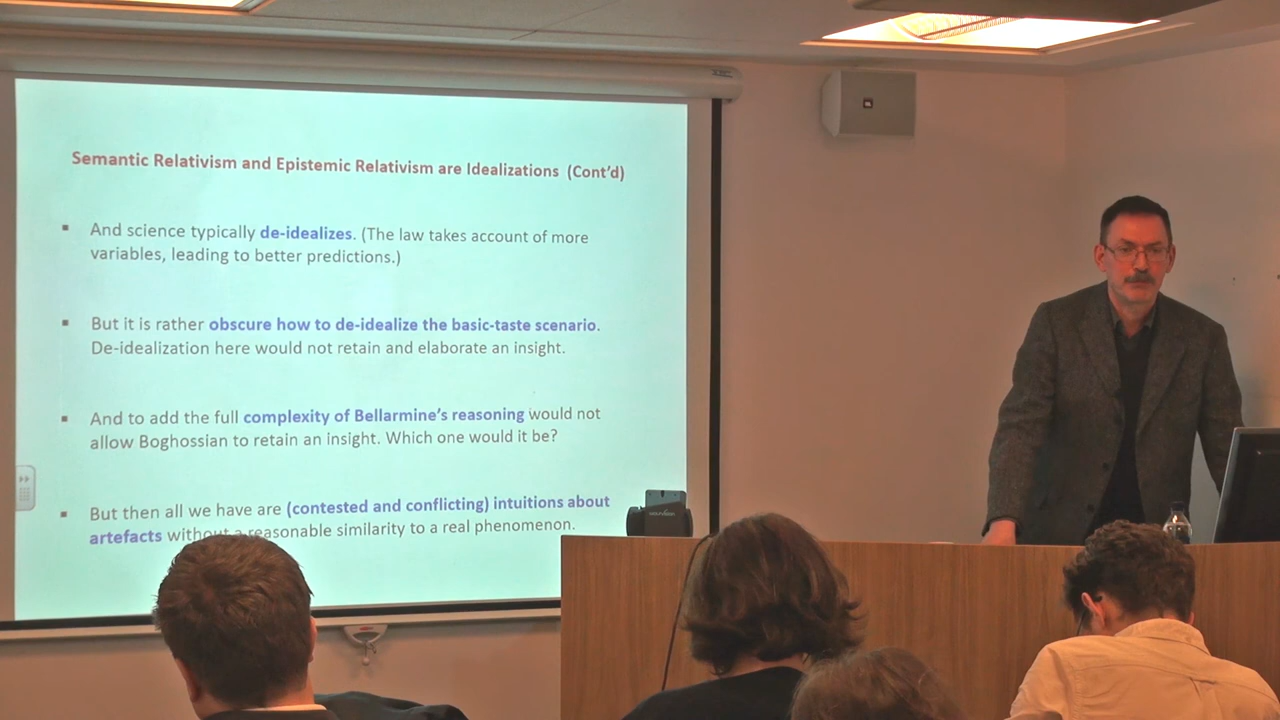 Semantic Relativism and Epistemic Relativism are Idealizations (Cont'd)
▪ And science typically de-idealizes. (The law takes account of more
variables, leading to better predictions.)
▪ But it is rather obscure how to de-idealize the basic-taste scenario.
De-idealization here would not retain and elaborate an insight.
▪ And to add the full complexity of Bellarmine's reasoning would not
allow Boghossian to retain an insight. Which one would it be?
▪ But then all we have are (contested and conflicting) intuitions about
artefacts without a reasonable similarity to a real phenomenon.